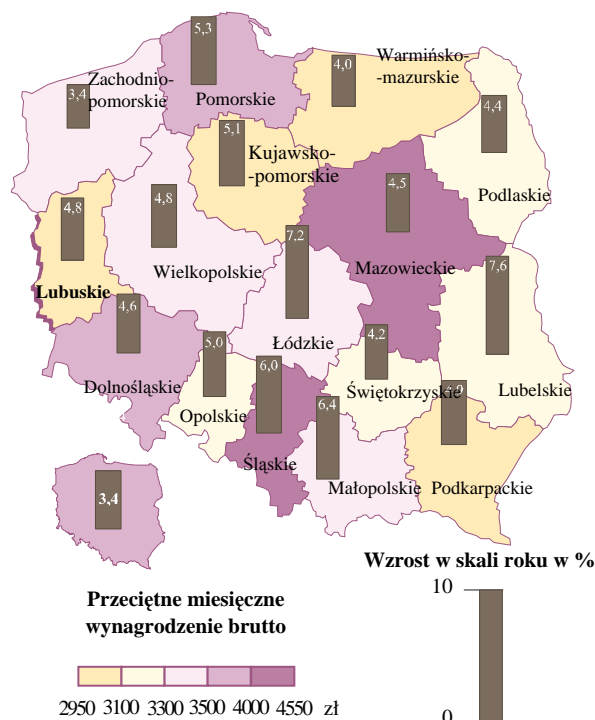 5,3
Pomorskie
Zachodnio-
-pomorskie
3,4
4,0
Warmińsko-
-mazurskie
4,4
Podlaskie
5,1
Kujawsko-
-pomorskie
4,8
Lubuskie
4,8
Wielkopolskie
4,5
Mazowieckie
7,2
Łódzkie
7,6
Lubelskie
4,6
Dolnośląskie
5,0
Opolskie
6,0
Śląskie
4,2
Świętokrzyskie
6,4
Małopolskie
4,9
Podkarpackie
3,4
Wzrost w skali roku w %
10
0
Przeciętne miesięczne
wynagrodzenie brutto
2950 3100 3300 3500 4000 4550 zł